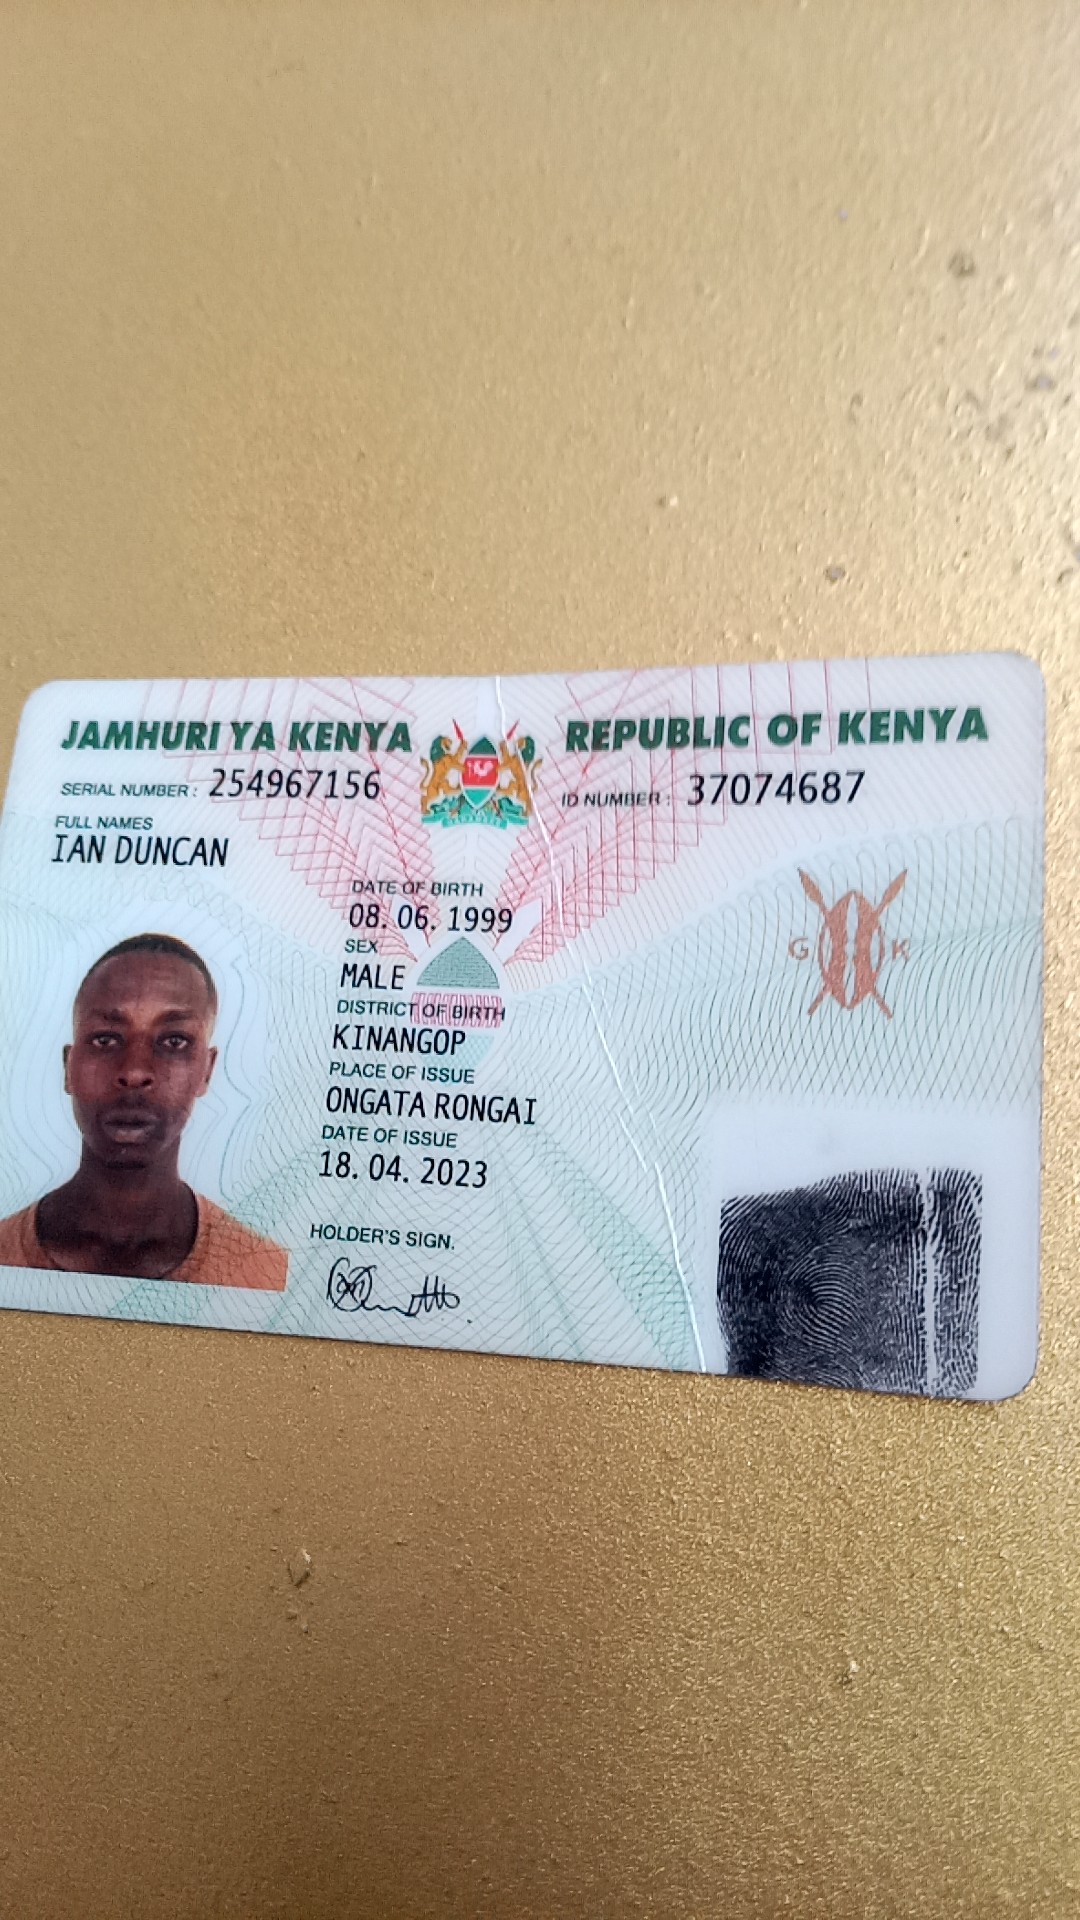 JAMHURI YA KENYA REPUBLIC OF KENYA
SERIAL NUMBER : 254967156 ID NUMBER : 37074687
FULL NAMES
IAN DUNCAN
DATE OF BIRTH
08. 06. 1999
SEX
MALE
DISTRICT OF BIRTH
KINANGOP
PLACE OF ISSUE
ONGATA RONGAI
DATE OF ISSUE
18. 04. 2023
HOLDER'S SIGN.
G K